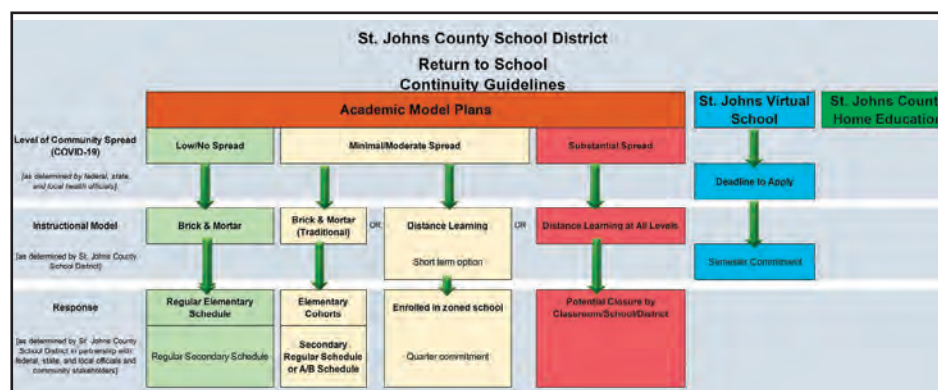 St. Johns County School District
Return to School
Continuity Guidelines
Academic Model Plans
St. Johns Virtual
School
St. Johns Count
Home Education
Level of Community Spread
(COVID-19)
[as determined by federal, state,
and local health officials]
Low/No Spread
Minimal/Moderate Spread
Substantial Spread
Deadline to Apply
Instructional Model
[as determined by St. Johns County
School District]
Brick & Mortar
Brick & Mortar
(Traditional)
OR
Distance Learning
Short term option
OR
Distance Learning at All Levels
Semester Commitment
Response
[as determined by St. Johns County
School District in partnership with
federal, state, and local officials and
community stakeholders]
Regular Elementary
Schedule
Regular Secondary Schedule
Elementary
Cohorts
Secondary
Regular Schedule
or A/B Schedule
Enrolled in zoned school
Quarter commitment
Potential Closure by
Classroom/School/District